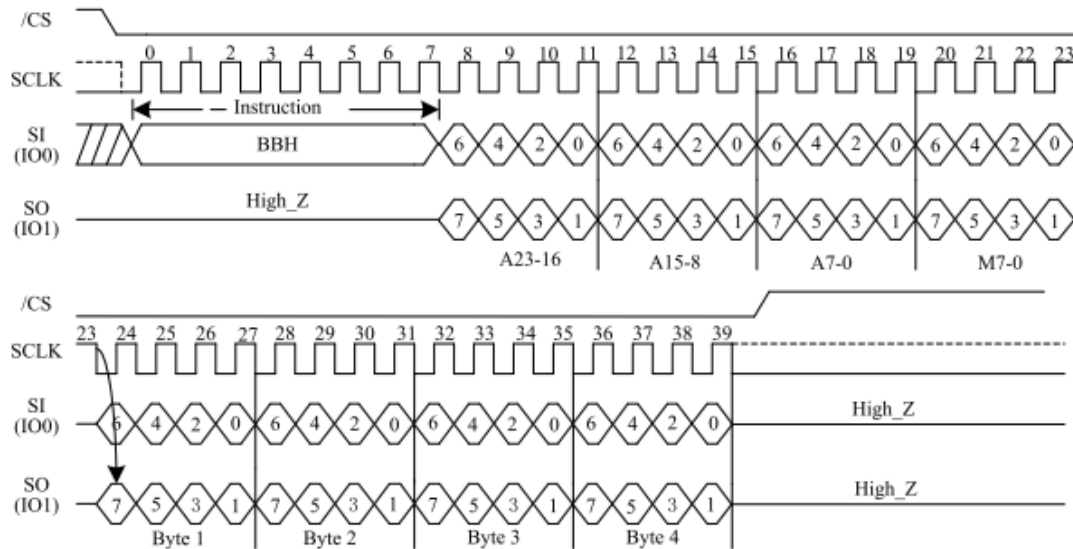 /CS
0 1 2 3 4 5 6 7 8 9 10 11 12 13 14 15 16 17 18 19 20 21 22 23
SCLK
Instruction
SI
(IO0)
BBH
6 4 2 0 6 4 2 0 6 4 2 0 6 4 2 0
High_Z
SO
(IO1)
7 5 3 1 7 5 3 1 7 5 3 1 7 5 3 1
A23-16 A15-8 A7-0 M7-0
/CS
23 24 25 26 27 28 29 30 31 32 33 34 35 36 37 38 39
SCLK
SI
(IO0)
6 4 2 0 6 4 2 0 6 4 2 0 6 4 2 0
High_Z
SO
(IO1)
7 5 3 1 7 5 3 1 7 5 3 1 7 5 3 1
High_Z
Byte 1 Byte 2 Byte 3 Byte 4